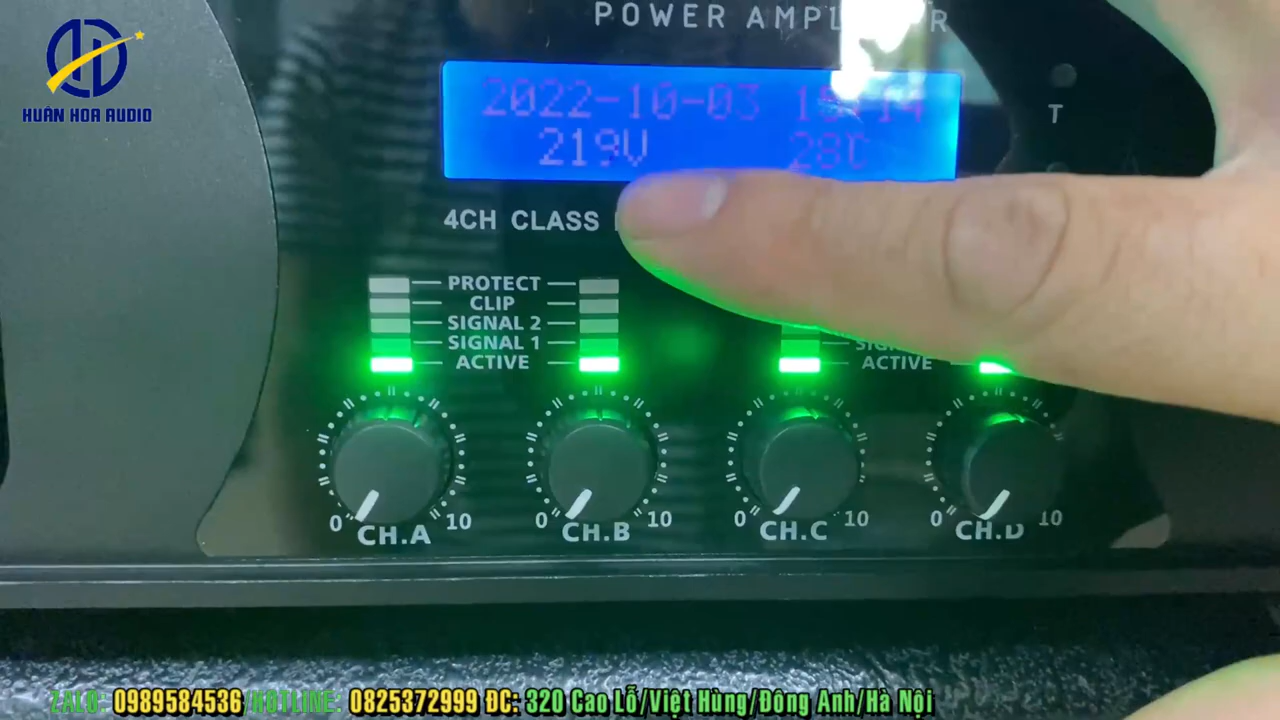 POWER AMPL
HUÂN HOA AUDIO
2022-10-03
219V 28C
T
4CH CLASS
PROTECT
CLIP
SIGNAL 2
SIGNAL 1
ACTIVE
ACTIVE
0 10 0 10 0 10 0 10
CH.A CH.B CH.C CH.D
ZALO: 0989584536/HOTLINE: 0825372999 ĐC: 320 Cao Lỗ/Việt Hùng/Đông Anh/Hà Nội